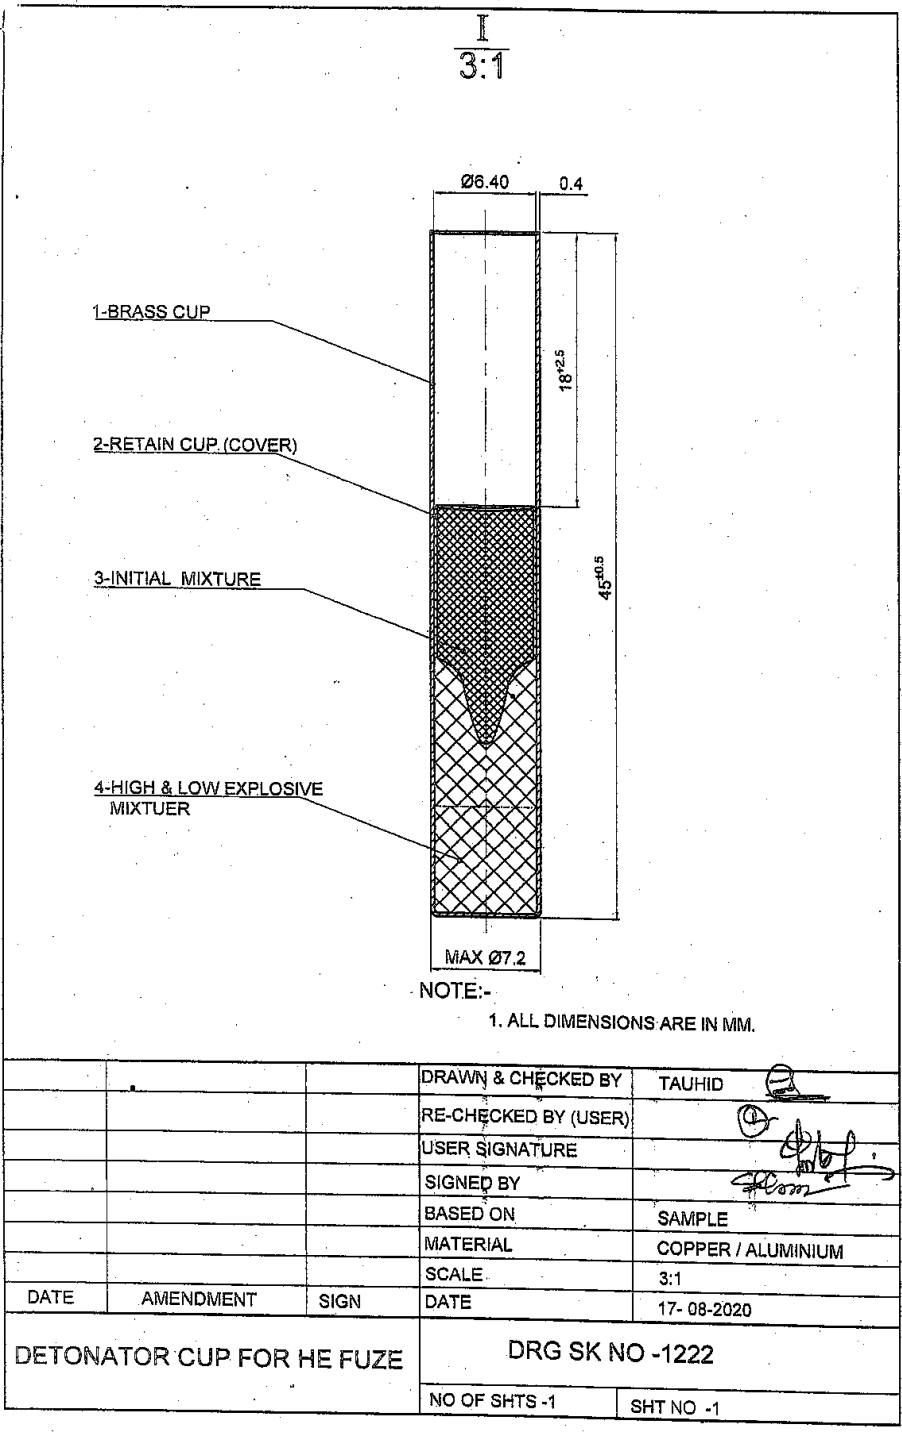 I
3:1
Ø6.40
0.4
1-BRASS CUP
18+2.5
2-RETAIN CUP (COVER)
3-INITIAL MIXTURE
45±0.5
4-HIGH & LOW EXPLOSIVE
MIXTUER
MAX Ø7.2
NOTE:-
1. ALL DIMENSIONS ARE IN MM.
DRAWN & CHECKED BY TAUHID
RE-CHECKED BY (USER)
USER SIGNATURE
SIGNED BY
BASED ON SAMPLE
MATERIAL COPPER / ALUMINIUM
SCALE 3:1
DATE AMENDMENT SIGN DATE 17-08-2020
DETONATOR CUP FOR HE FUZE
DRG SK NO -1222
NO OF SHTS -1 SHT NO -1